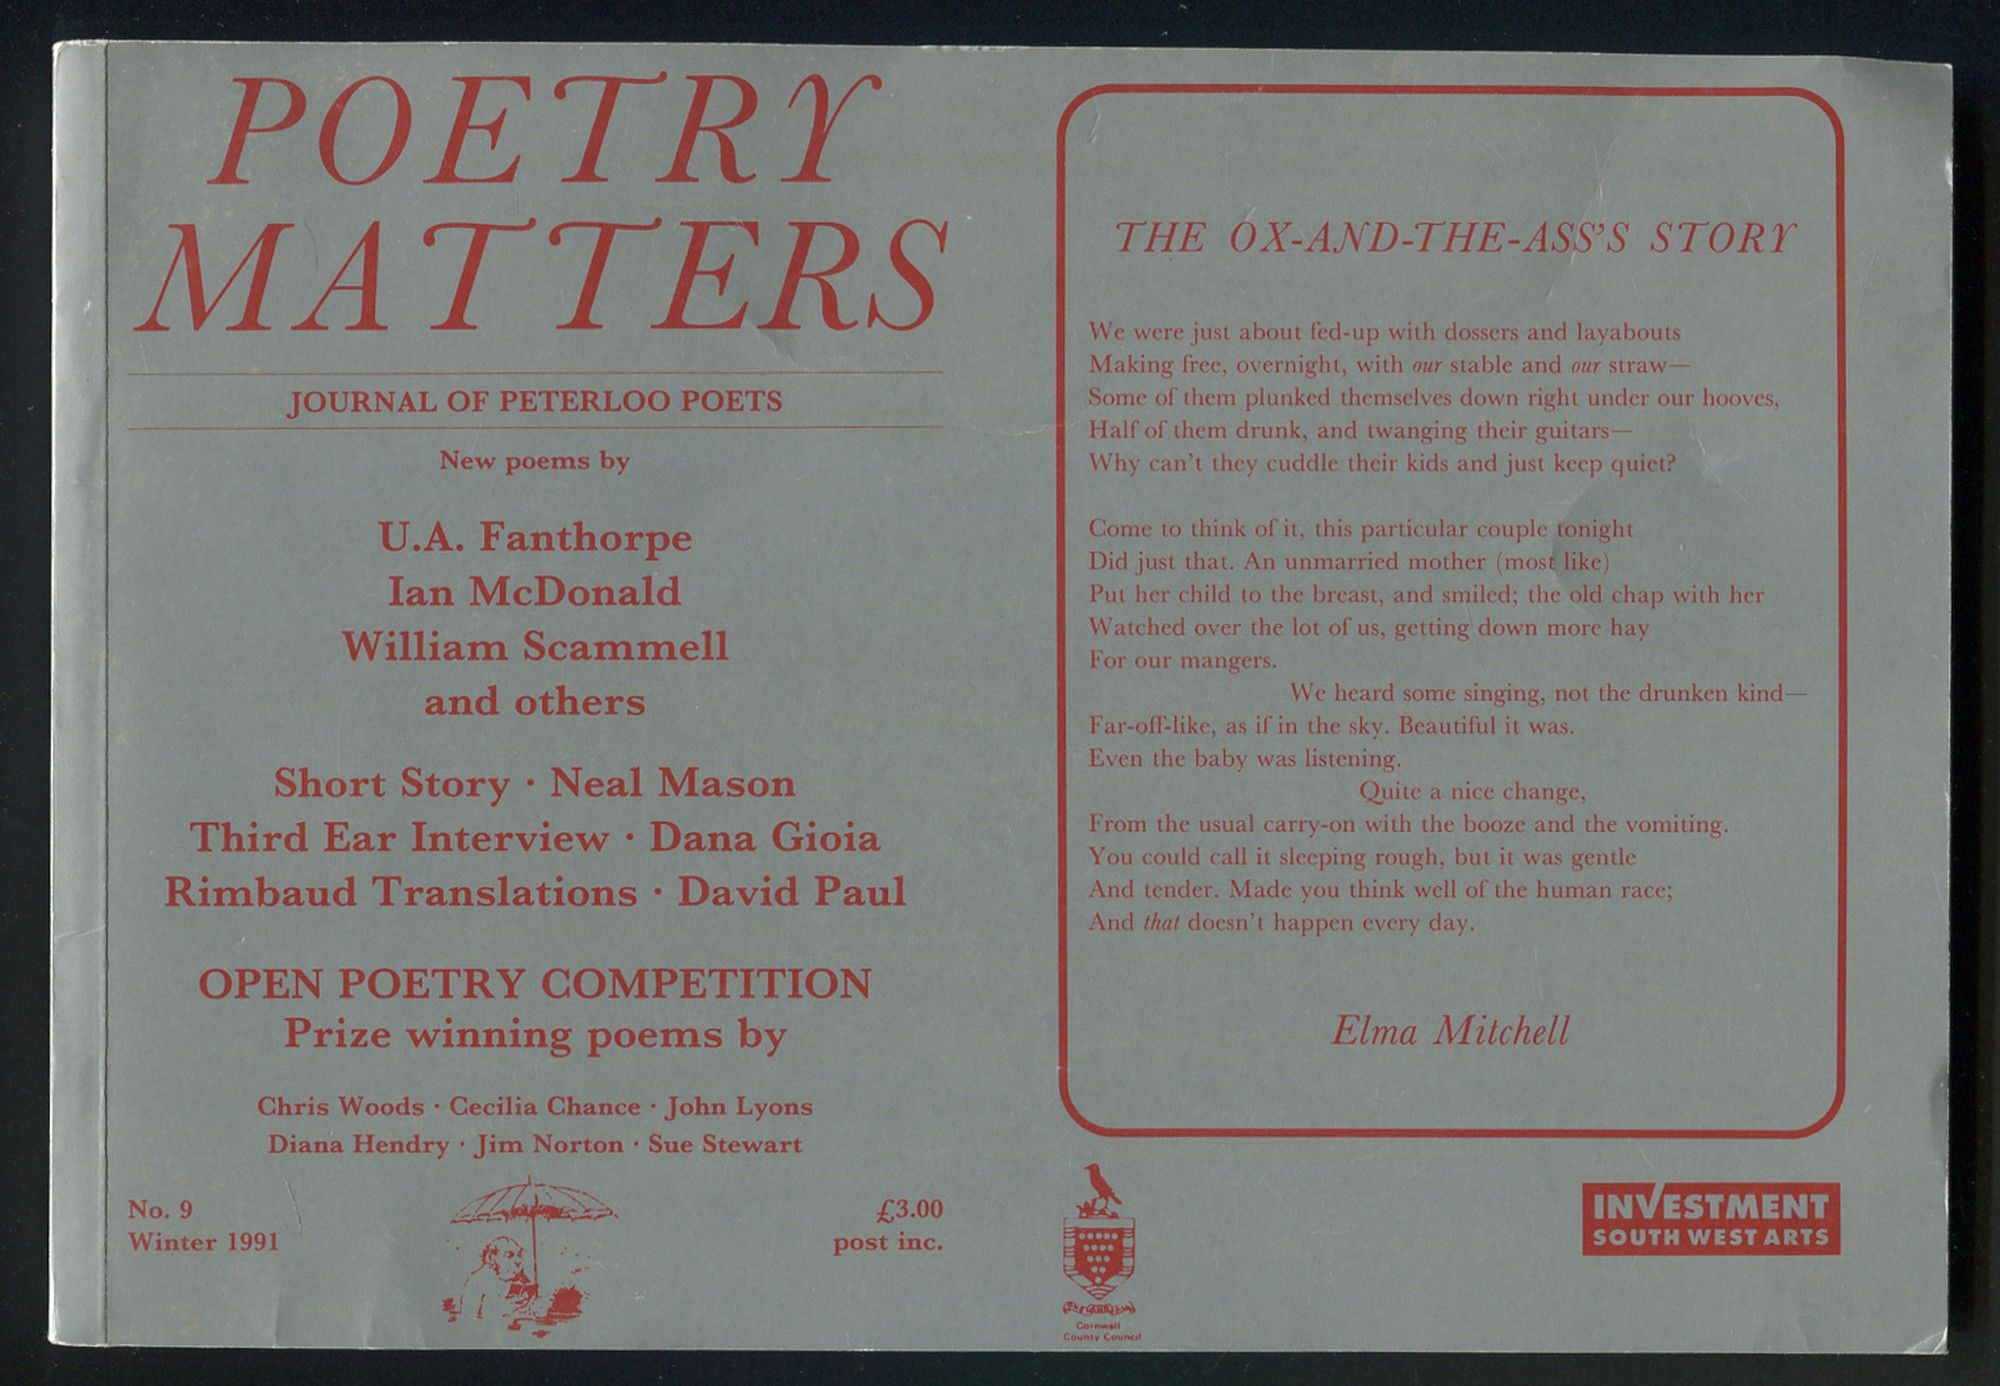 POETRY
MATTERS
JOURNAL OF PETERLOO POETS
New poems by
U.A. Fanthorpe
Ian McDonald
William Scammell
and others
Short Story · Neal Mason
Third Ear Interview · Dana Gioia
Rimbaud Translations · David Paul
OPEN POETRY COMPETITION
Prize winning poems by
Chris Woods · Cecilia Chance · John Lyons
Diana Hendry · Jim Norton · Sue Stewart
No. 9
Winter 1991
£3.00
post inc.
THE OX-AND-THE-ASS'S STORY
We were just about fed-up with dossers and layabouts
Making free, overnight, with our stable and our straw—
Some of them plunked themselves down right under our hooves,
Half of them drunk, and twanging their guitars—
Why can't they cuddle their kids and just keep quiet?
Come to think of it, this particular couple tonight
Did just that. An unmarried mother (most like)
Put her child to the breast, and smiled; the old chap with her
Watched over the lot of us, getting down more hay
For our mangers.
We heard some singing, not the drunken kind—
Far-off-like, as if in the sky. Beautiful it was.
Even the baby was listening.
Quite a nice change,
From the usual carry-on with the booze and the vomiting.
You could call it sleeping rough, but it was gentle
And tender. Made you think well of the human race;
And that doesn't happen every day.
Elma Mitchell
Cornwall
County Council
INVESTMENT
SOUTH WEST ARTS